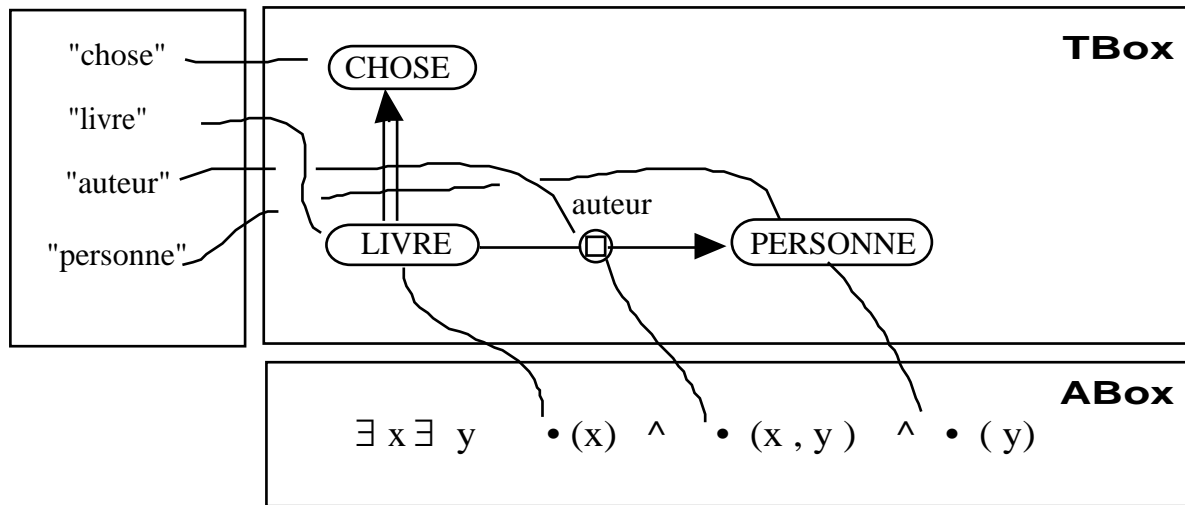 "chose"
"livre"
"auteur"
"personne"
TBox
CHOSE
auteur
LIVRE
PERSONNE
ABox
∃ x ∃ y • (x) ^ • (x , y ) ^ • ( y)